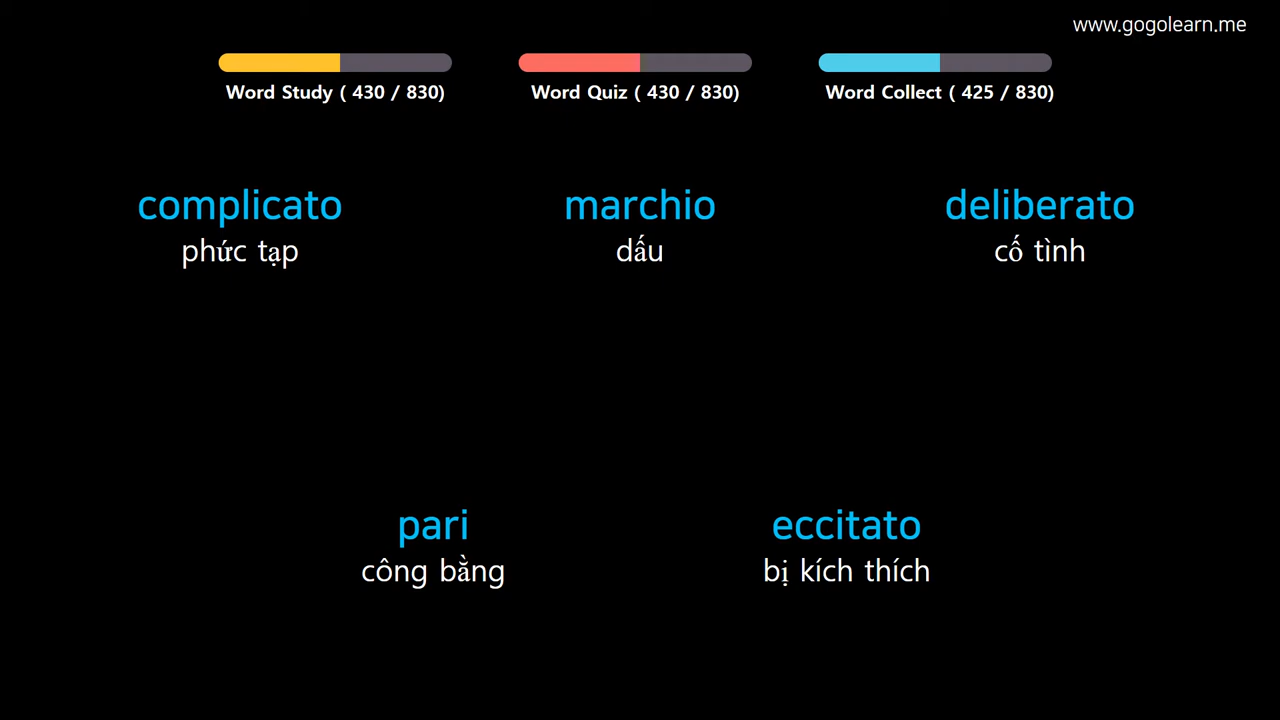 www.gogolearn.me
Word Study ( 430 / 830)
Word Quiz ( 430 / 830)
Word Collect ( 425 / 830)
complicato
phức tạp
marchio
dấu
deliberato
cố tình
pari
công bằng
eccitato
bị kích thích